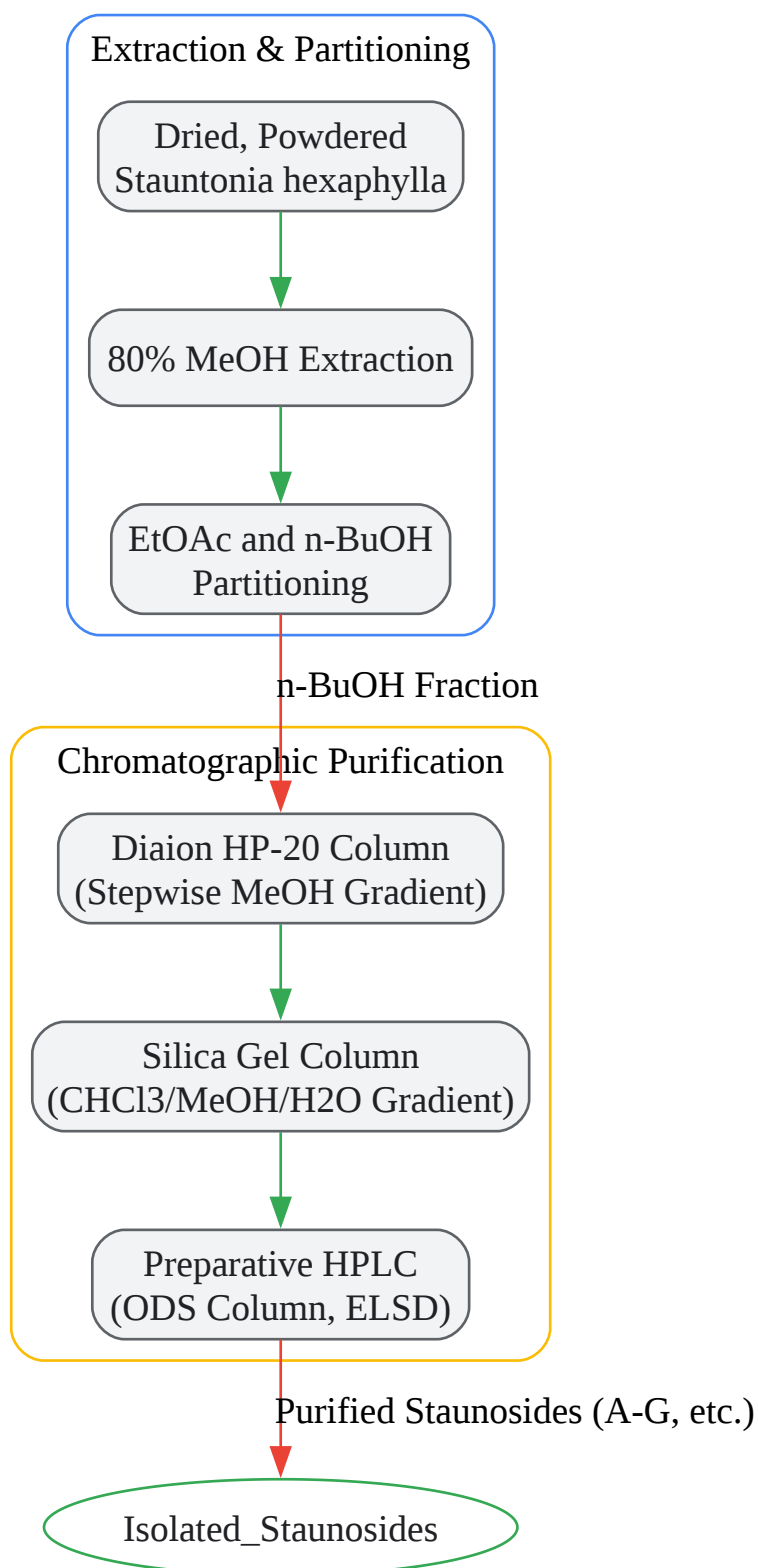 Extraction & Partitioning
Dried, Powdered
Stauntonia hexaphylla
80% MeOH Extraction
EtOAc and n-BuOH
Partitioning
n-BuOH Fraction
Chromatographic Purification
Diaion HP-20 Column
(Stepwise MeOH Gradient)
Silica Gel Column
(CHCl3/MeOH/H2O Gradient)
Preparative HPLC
(ODS Column, ELSD)
Purified Staunosides (A-G, etc.)
Isolated_Staunosides